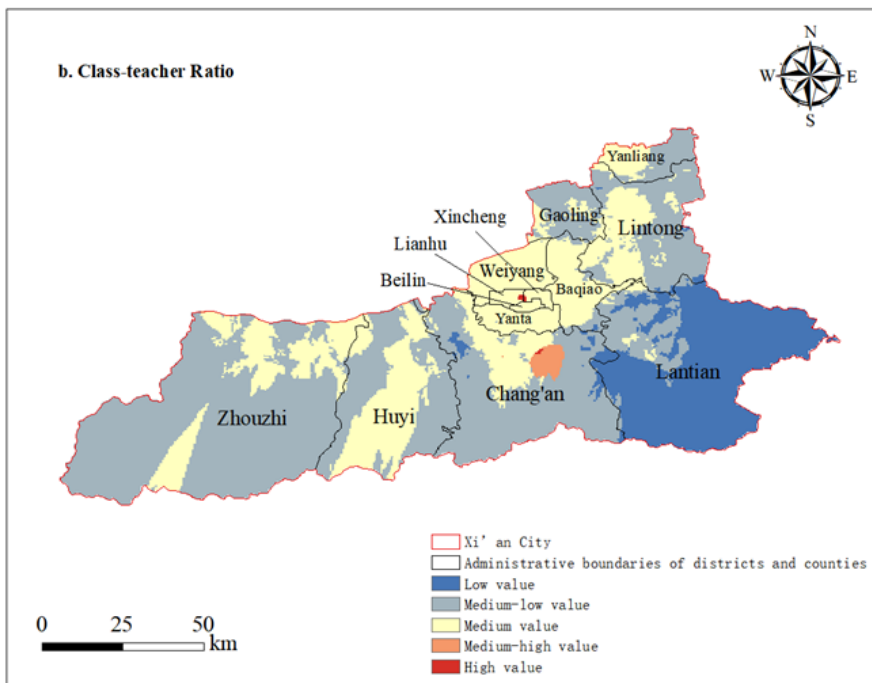 b. Class-teacher Ratio
N
W E
S
Yanliang
Gaoling
Xincheng
Lintong
Lianhu
Weiyang
Beilin
Baqiao
Yanta
Lantian
Chang'an
Zhouzhi
Huyi
Xi' an City
Administrative boundaries of districts and counties
Low value
Medium-low value
Medium value
Medium-high value
High value
0 25 50
km